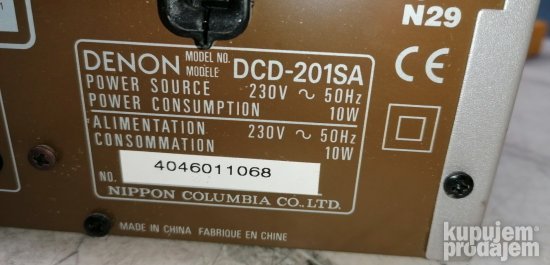 N29
DENON MODEL NO. MODÈLE DCD-201SA
POWER SOURCE 230V ~ 50Hz
POWER CONSUMPTION 10W
ALIMENTATION 230V ~ 50Hz
CONSOMMATION 10W
NO. 4046011068
NIPPON COLUMBIA CO., LTD.
MADE IN CHINA FABRIQUE EN CHINE
CE
kupujem
prodajem